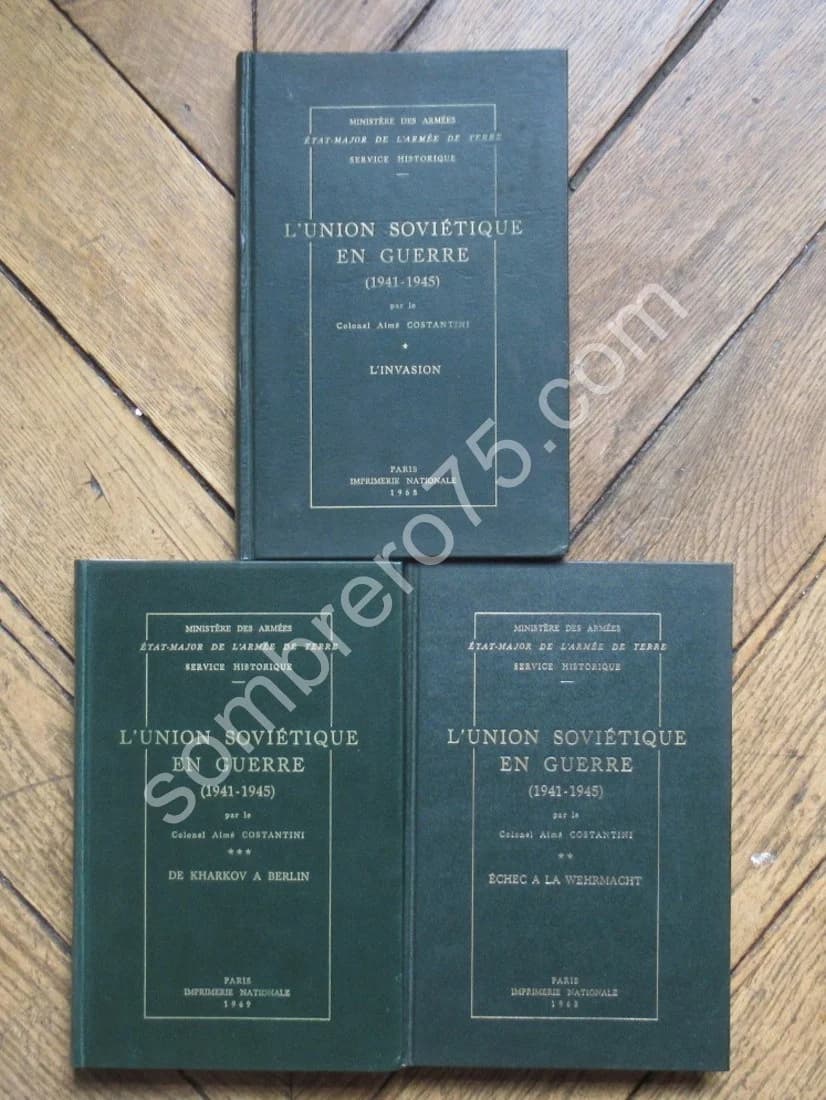 MINISTÈRE DES ARMÉES
ÉTAT-MAJOR DE L'ARMÉE DE TERRE
SERVICE HISTORIQUE
L'UNION SOVIÉTIQUE
EN GUERRE
(1941-1945)
par le
Colonel Aimé COSTANTINI
*
L'INVASION
PARIS
IMPRIMERIE NATIONALE
1968
MINISTÈRE DES ARMÉES
ÉTAT-MAJOR DE L'ARMÉE DE TERRE
SERVICE HISTORIQUE
L'UNION SOVIÉTIQUE
EN GUERRE
(1941-1945)
par le
Colonel Aimé COSTANTINI
***
DE KHARKOV A BERLIN
PARIS
IMPRIMERIE NATIONALE
1969
MINISTÈRE DES ARMÉES
ÉTAT-MAJOR DE L'ARMÉE DE TERRE
SERVICE HISTORIQUE
L'UNION SOVIÉTIQUE
EN GUERRE
(1941-1945)
par le
Colonel Aimé COSTANTINI
**
ÉCHEC A LA WEHRMACHT
PARIS
IMPRIMERIE NATIONALE
1968
sombrero75.com